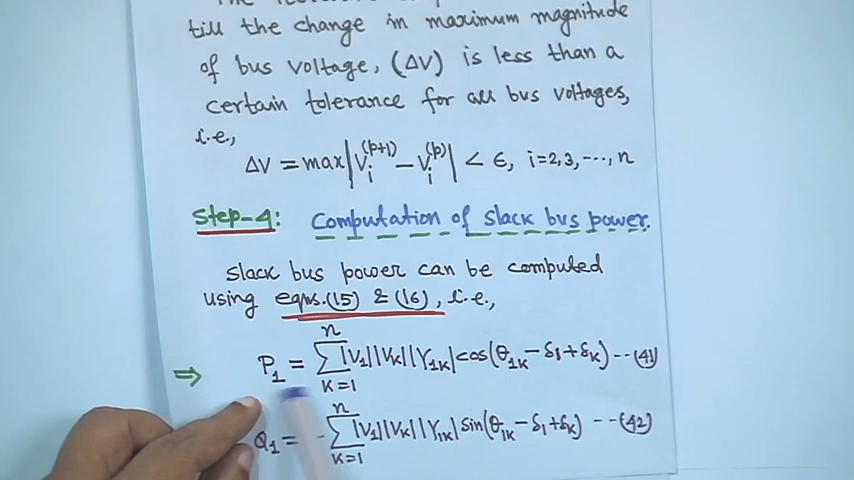 till the change in maximum magnitude
of bus voltage, (ΔV) is less than a
certain tolerance for all bus voltages,
i.e.,
ΔV = max|V_i^(p+1) - V_i^(p)| < ε, i=2,3, ---, n
Step-4: Computation of slack bus power.
slack bus power can be computed
using eqns.(15) & (16), i.e.,
⇒ P_1 = Σ_{k=1}^{n} |V_1||V_k||Y_1k|cos(θ_1k - δ_1 + δ_k) --(41)
Q_1 = - Σ_{k=1}^{n} |V_1||V_k||Y_1k|sin(θ_1k - δ_1 + δ_k) --(42)